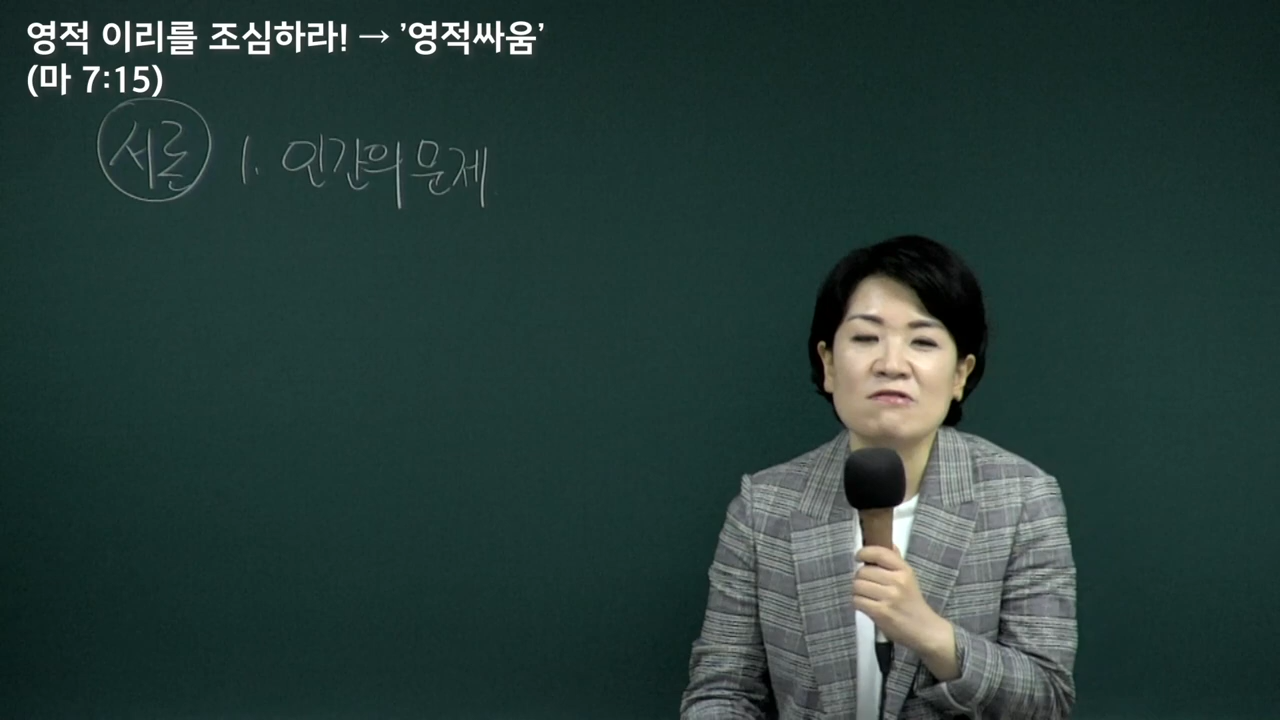 영적 이리를 조심하라! → '영적싸움'
(마 7:15)
서론 1. 인간의 문제